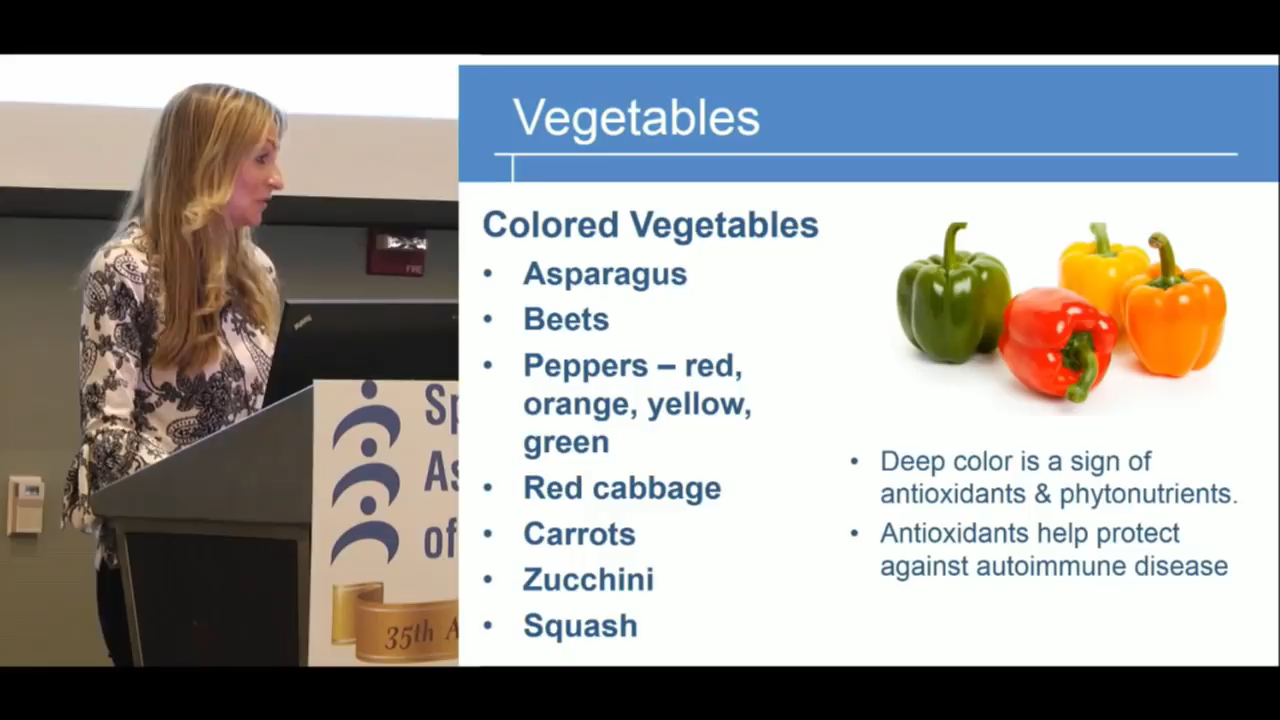 Vegetables
Colored Vegetables
• Asparagus
• Beets
• Peppers – red,
orange, yellow,
green
• Red cabbage
• Carrots
• Zucchini
• Squash
• Deep color is a sign of
antioxidants & phytonutrients.
• Antioxidants help protect
against autoimmune disease
FIRE
Sp
As
of
35th A